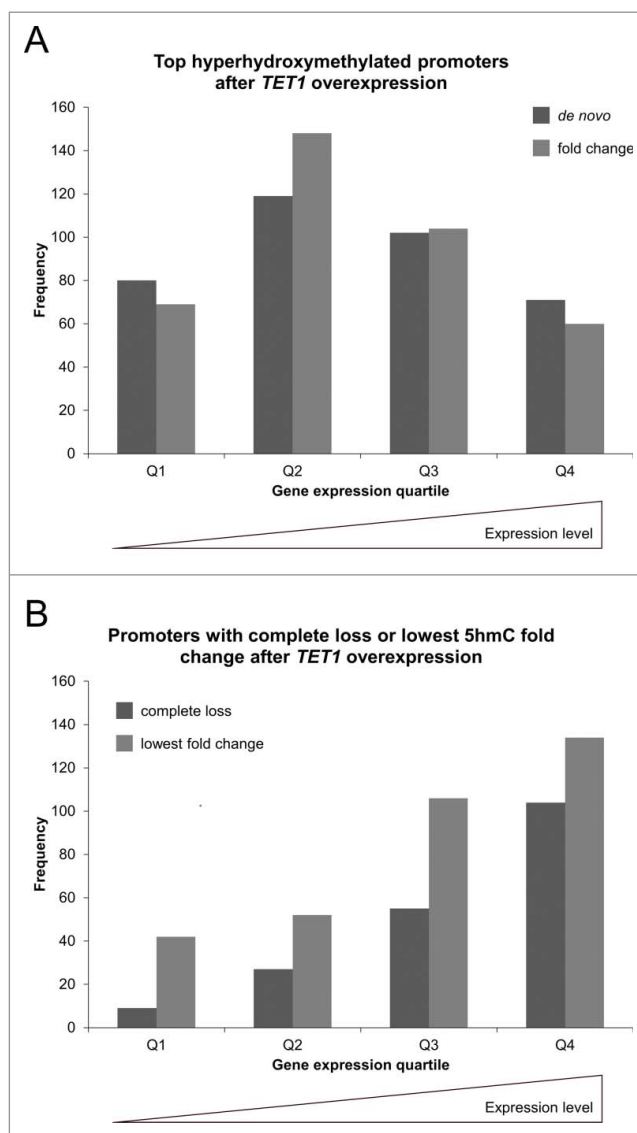 A
Top hyperhydroxymethylated promoters
after TET1 overexpression
160
140
120
100
80
60
40
20
0
Frequency
de novo
fold change
Q1 Q2 Q3 Q4
Gene expression quartile
Expression level
B
Promoters with complete loss or lowest 5hmC fold
change after TET1 overexpression
160
140
120
100
80
60
40
20
0
Frequency
complete loss
lowest fold change
Q1 Q2 Q3 Q4
Gene expression quartile
Expression level